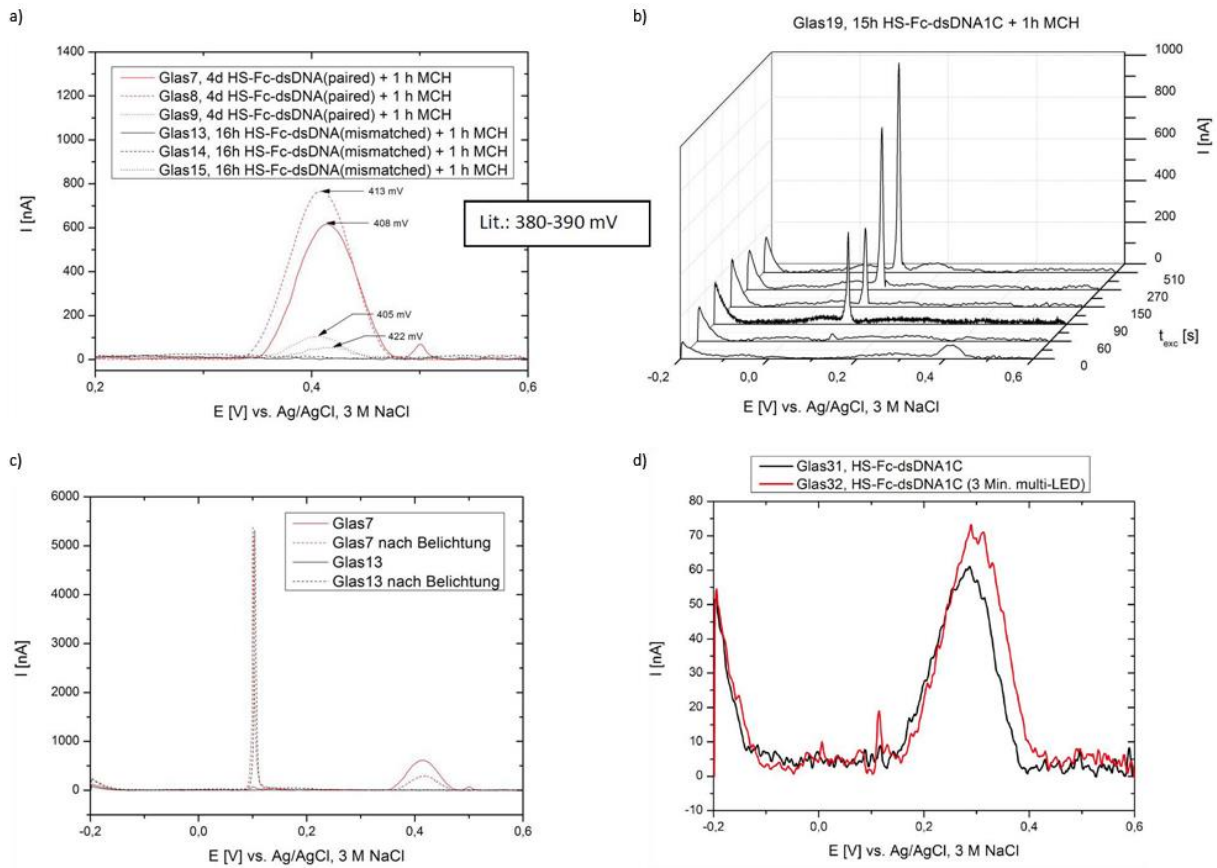 a)
1400
1200
1000
800
600
400
200
0
I [nA]
Glas7, 4d HS-Fc-dsDNA(paired) + 1 h MCH
Glas8, 4d HS-Fc-dsDNA(paired) + 1 h MCH
Glas9, 4d HS-Fc-dsDNA(paired) + 1 h MCH
Glas13, 16h HS-Fc-dsDNA(mismatched) + 1 h MCH
Glas14, 16h HS-Fc-dsDNA(mismatched) + 1 h MCH
Glas15, 16h HS-Fc-dsDNA(mismatched) + 1 h MCH
413 mV
408 mV
405 mV
422 mV
0,2
0,4
0,6
E [V] vs. Ag/AgCl, 3 M NaCl
Lit.: 380-390 mV
b)
Glas19, 15h HS-Fc-dsDNA1C + 1h MCH
1000
800
600
400
200
0
I [nA]
510
270
150
90
60
0
texc [s]
-0,2
0,0
0,2
0,4
0,6
E [V] vs. Ag/AgCl, 3 M NaCl
c)
6000
5000
4000
3000
2000
1000
0
I [nA]
Glas7
Glas7 nach Belichtung
Glas13
Glas13 nach Belichtung
-0,2
0,0
0,2
0,4
0,6
E [V] vs. Ag/AgCl, 3 M NaCl
d)
Glas31, HS-Fc-dsDNA1C
Glas32, HS-Fc-dsDNA1C (3 Min. multi-LED)
80
70
60
50
40
30
20
10
0
-10
I [nA]
-0,2
0,0
0,2
0,4
0,6
E [V] vs. Ag/AgCl, 3 M NaCl